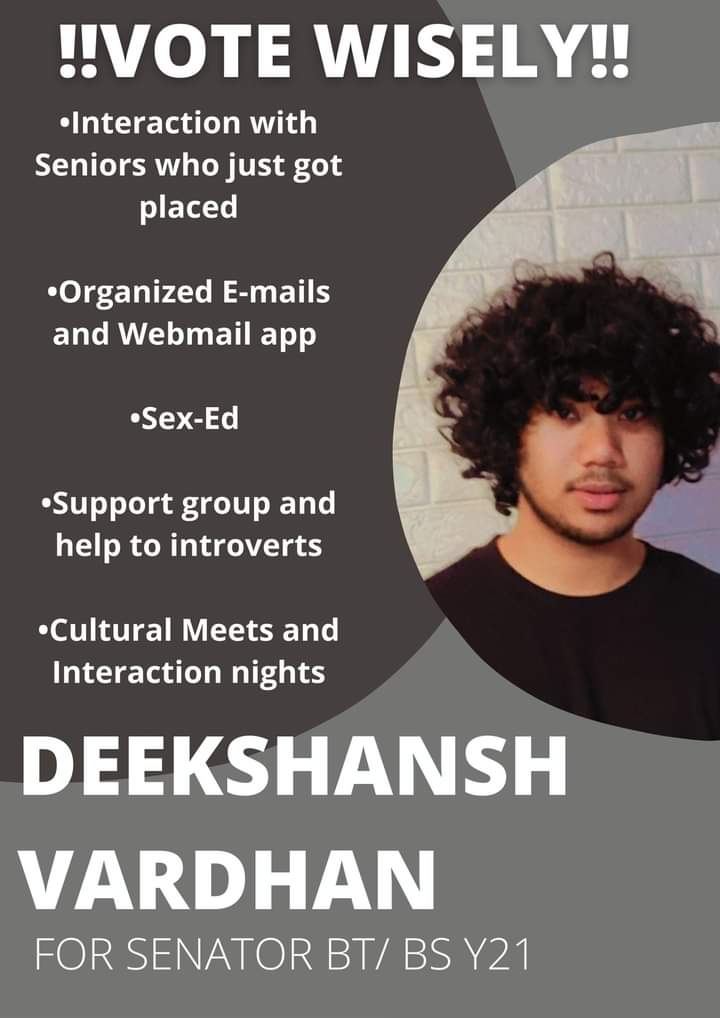 !!VOTE WISELY!!
•Interaction with
Seniors who just got
placed
•Organized E-mails
and Webmail app
•Sex-Ed
•Support group and
help to introverts
•Cultural Meets and
Interaction nights
DEEKSHANSH
VARDHAN
FOR SENATOR BT/ BS Y21